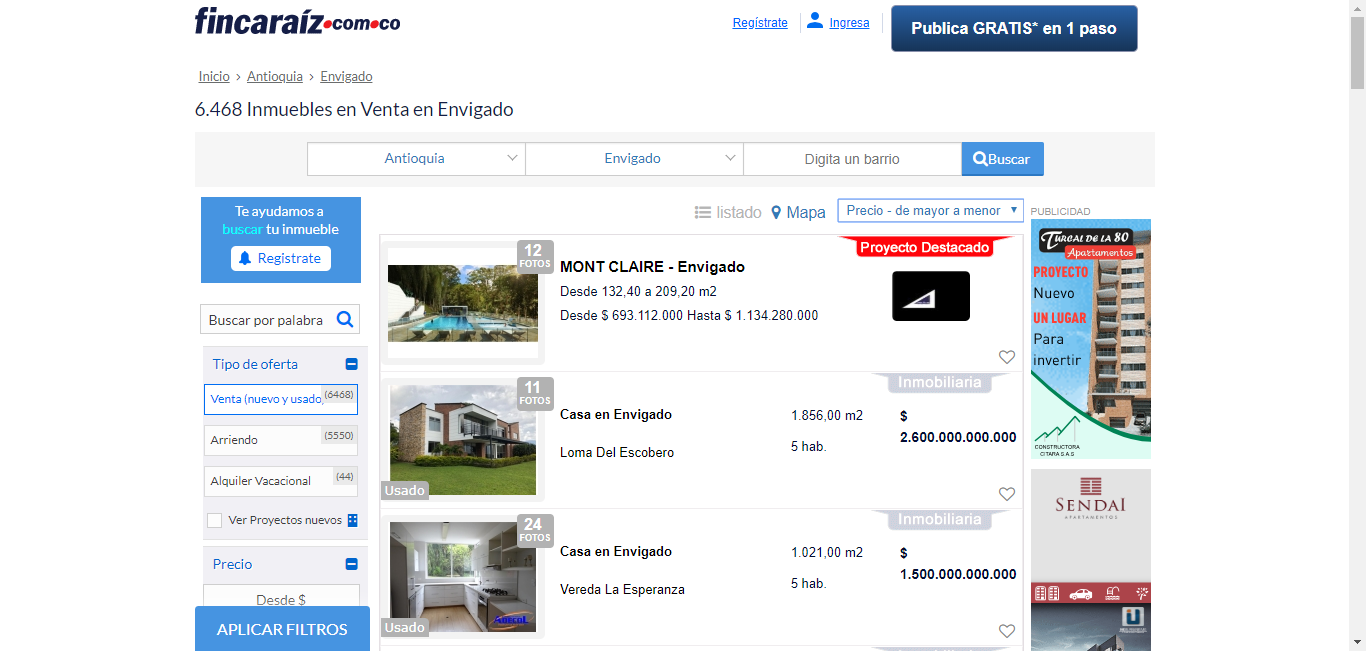 fincaraíz.com.co
Regístrate
Ingresa
Publica GRATIS* en 1 paso
Inicio > Antioquia > Envigado
6.468 Inmuebles en Venta en Envigado
Antioquia
Envigado
Digita un barrio
Buscar
Te ayudamos a
buscar tu inmueble
Registrate
listado
Mapa
Precio - de mayor a menor
PUBLICIDAD
Buscar por palabra
Tipo de oferta
Venta (nuevo y usado)
(6468)
Arriendo
(5550)
Alquiler Vacacional
(44)
Ver Proyectos nuevos
Precio
Desde $
APLICAR FILTROS
12
FOTOS
MONT CLAIRE - Envigado
Desde 132,40 a 209,20 m2
Desde $ 693.112.000 Hasta $ 1.134.280.000
Proyecto Destacado
11
FOTOS
Usado
Casa en Envigado
Loma Del Escobero
1.856,00 m2
5 hab.
Inmobiliaria
$
2.600.000.000.000
24
FOTOS
Usado
Casa en Envigado
Vereda La Esperanza
1.021,00 m2
5 hab.
Inmobiliaria
$
1.500.000.000.000
Inmobiliaria
TURCAL DE LA 80
Apartamentos
PROYECTO
Nuevo
UN LUGAR
Para
invertir
CONSTRUCTORA
CITARA S.A.S
SENDAI
APARTAMENTOS